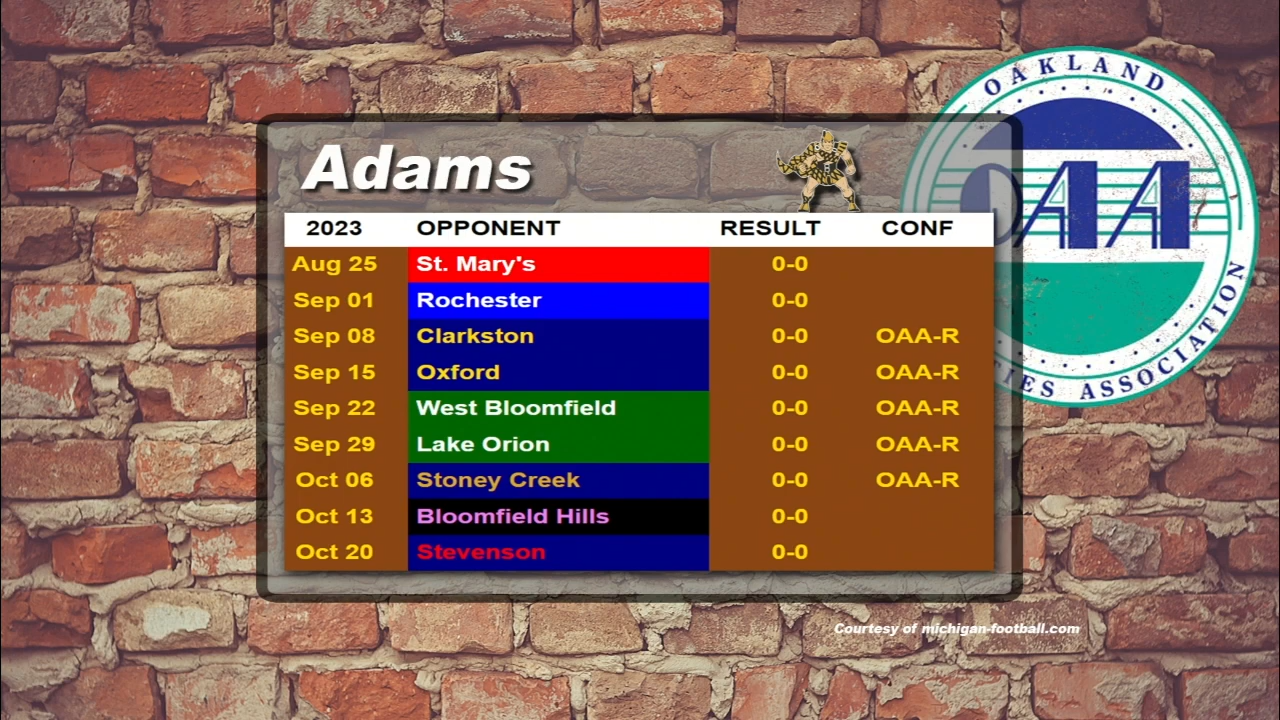 OAKLAND
OAA
IES ASSOCIATION
Adams
2023 OPPONENT RESULT CONF
Aug 25 St. Mary's 0-0
Sep 01 Rochester 0-0
Sep 08 Clarkston 0-0 OAA-R
Sep 15 Oxford 0-0 OAA-R
Sep 22 West Bloomfield 0-0 OAA-R
Sep 29 Lake Orion 0-0 OAA-R
Oct 06 Stoney Creek 0-0 OAA-R
Oct 13 Bloomfield Hills 0-0
Oct 20 Stevenson 0-0
Courtesy of michigan-football.com